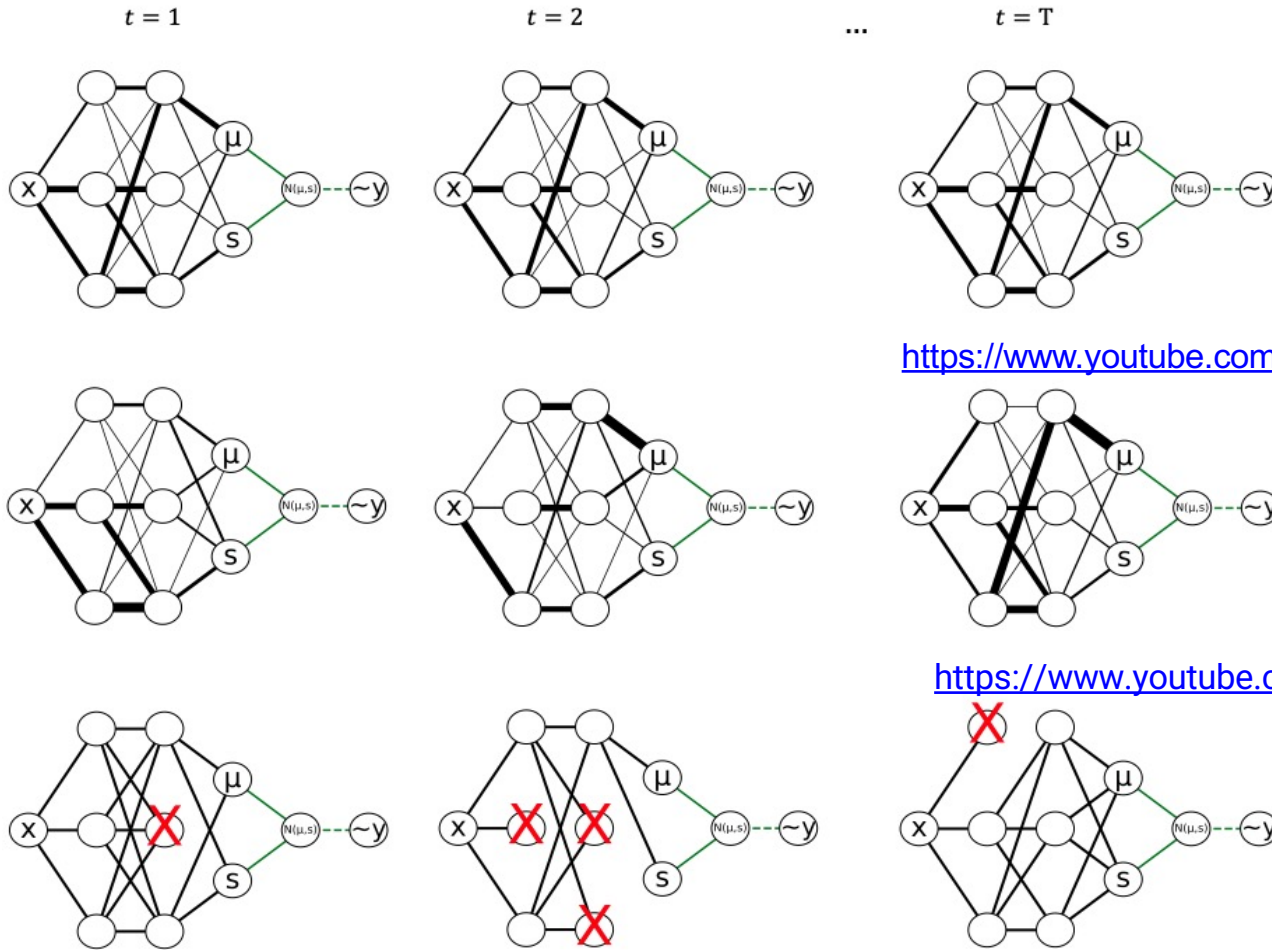 t = 1 t = 2 ... t = T
μ μ μ
x N(μ,s) ~y x N(μ,s) ~y x N(μ,s) ~y
s s s
https://www.youtube.com
μ μ μ
x N(μ,s) ~y x N(μ,s) ~y x N(μ,s) ~y
s s s
https://www.youtube.c
X
μ μ μ
x X N(μ,s) ~y x X X N(μ,s) ~y x N(μ,s) ~y
s s s
X